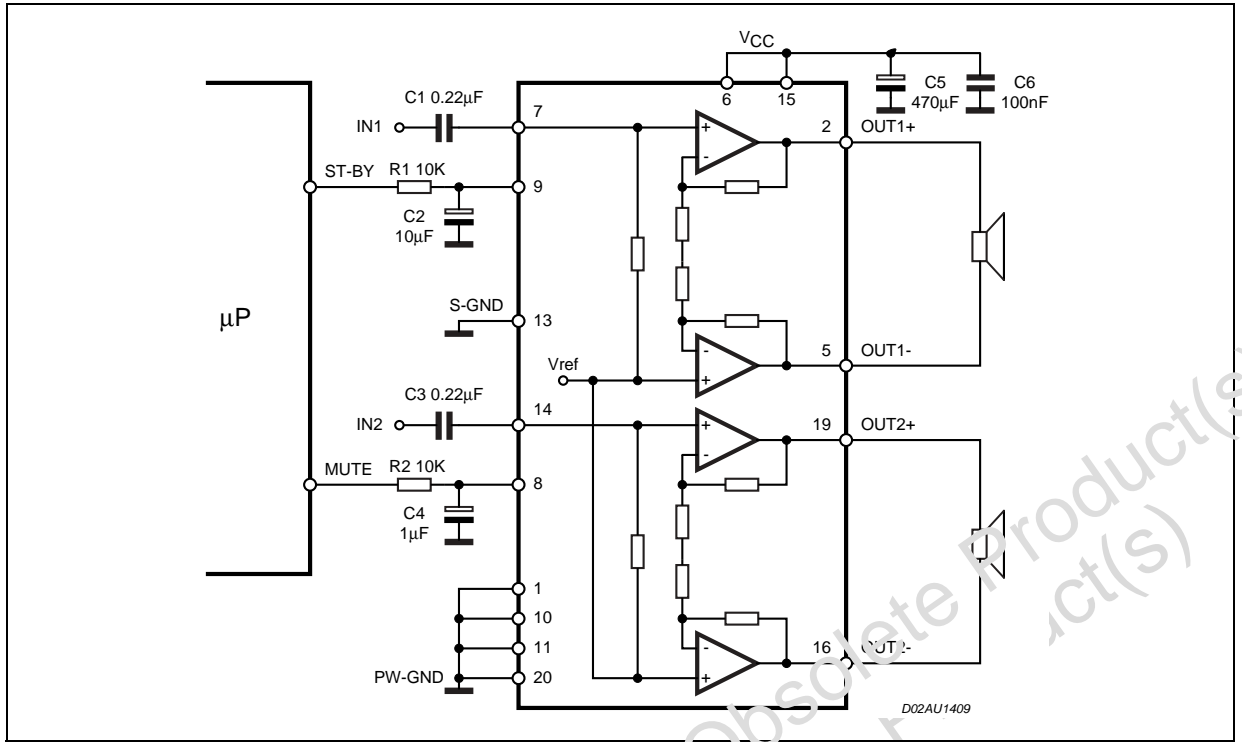 VCC
C1 0.22µF
7
6
15
C5
470µF
C6
100nF
IN1
+
-
2
OUT1+
ST-BY
R1 10K
9
C2
10µF
S-GND
13
µP
Vref
-
+
5
OUT1-
C3 0.22µF
14
IN2
+
-
19
OUT2+
MUTE
R2 10K
8
C4
1µF
1
10
11
PW-GND
20
-
+
16
OUT2-
D02AU1409
Obsolete Product(s)
ct(s)